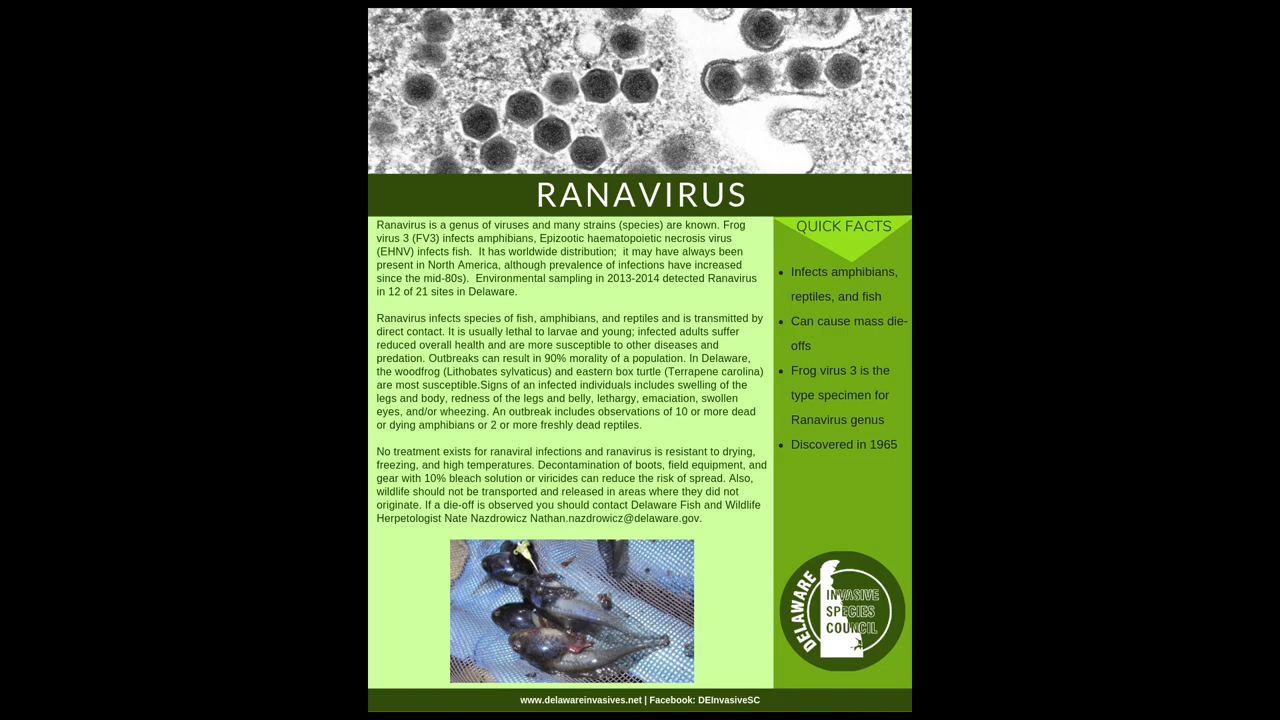 RANAVIRUS
Ranavirus is a genus of viruses and many strains (species) are known. Frog
virus 3 (FV3) infects amphibians, Epizootic haematopoietic necrosis virus
(EHNV) infects fish.  It has worldwide distribution;  it may have always been
present in North America, although prevalence of infections have increased
since the mid-80s).  Environmental sampling in 2013-2014 detected Ranavirus
in 12 of 21 sites in Delaware.
Ranavirus infects species of fish, amphibians, and reptiles and is transmitted by
direct contact. It is usually lethal to larvae and young; infected adults suffer
reduced overall health and are more susceptible to other diseases and
predation. Outbreaks can result in 90% morality of a population. In Delaware,
the woodfrog (Lithobates sylvaticus) and eastern box turtle (Terrapene carolina)
are most susceptible.Signs of an infected individuals includes swelling of the
legs and body, redness of the legs and belly, lethargy, emaciation, swollen
eyes, and/or wheezing. An outbreak includes observations of 10 or more dead
or dying amphibians or 2 or more freshly dead reptiles.
No treatment exists for ranaviral infections and ranavirus is resistant to drying,
freezing, and high temperatures. Decontamination of boots, field equipment, and
gear with 10% bleach solution or viricides can reduce the risk of spread. Also,
wildlife should not be transported and released in areas where they did not
originate. If a die-off is observed you should contact Delaware Fish and Wildlife
Herpetologist Nate Nazdrowicz Nathan.nazdrowicz@delaware.gov.
QUICK FACTS
• Infects amphibians,
reptiles, and fish
• Can cause mass die-
offs
• Frog virus 3 is the
type specimen for
Ranavirus genus
• Discovered in 1965
DELAWARE
INVASIVE
SPECIES
COUNCIL
www.delawareinvasives.net | Facebook: DEInvasiveSC